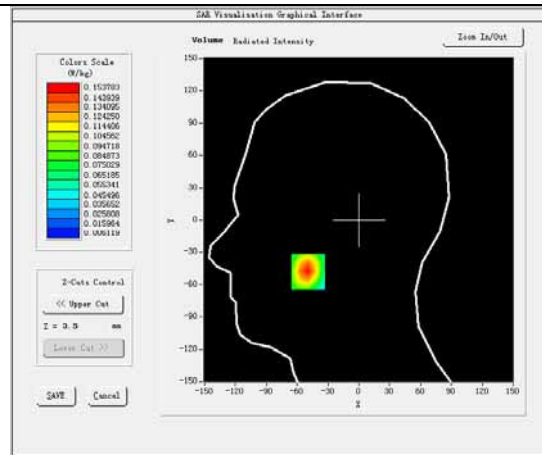 SAR Visualisation Graphical Interface
Volume Radiated Intensity
Zoom In/Out
Colors Scale
(W/kg)
0.153783
0.143939
0.134095
0.124250
0.114406
0.104562
0.094718
0.084873
0.075029
0.065185
0.055341
0.045496
0.035652
0.025808
0.015964
0.006119
Z-Cuts Control
<< Upper Cut
Z = 3.5 mm
Lower Cut >>
SAVE
Cancel
150
120
90
60
30
0
-30
-60
-90
-120
-150
Y
-150 -120 -90 -60 -30 0 30 60 90 120 150
X